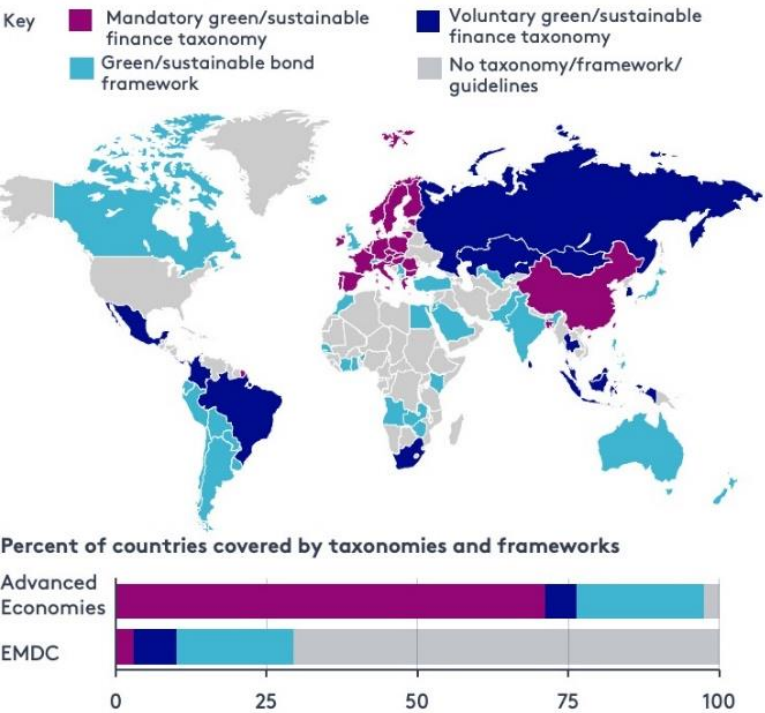 Key
Mandatory green/sustainable
finance taxonomy
Voluntary green/sustainable
finance taxonomy
Green/sustainable bond
framework
No taxonomy/framework/
guidelines
Percent of countries covered by taxonomies and frameworks
Advanced
Economies
EMDC
0 25 50 75 100